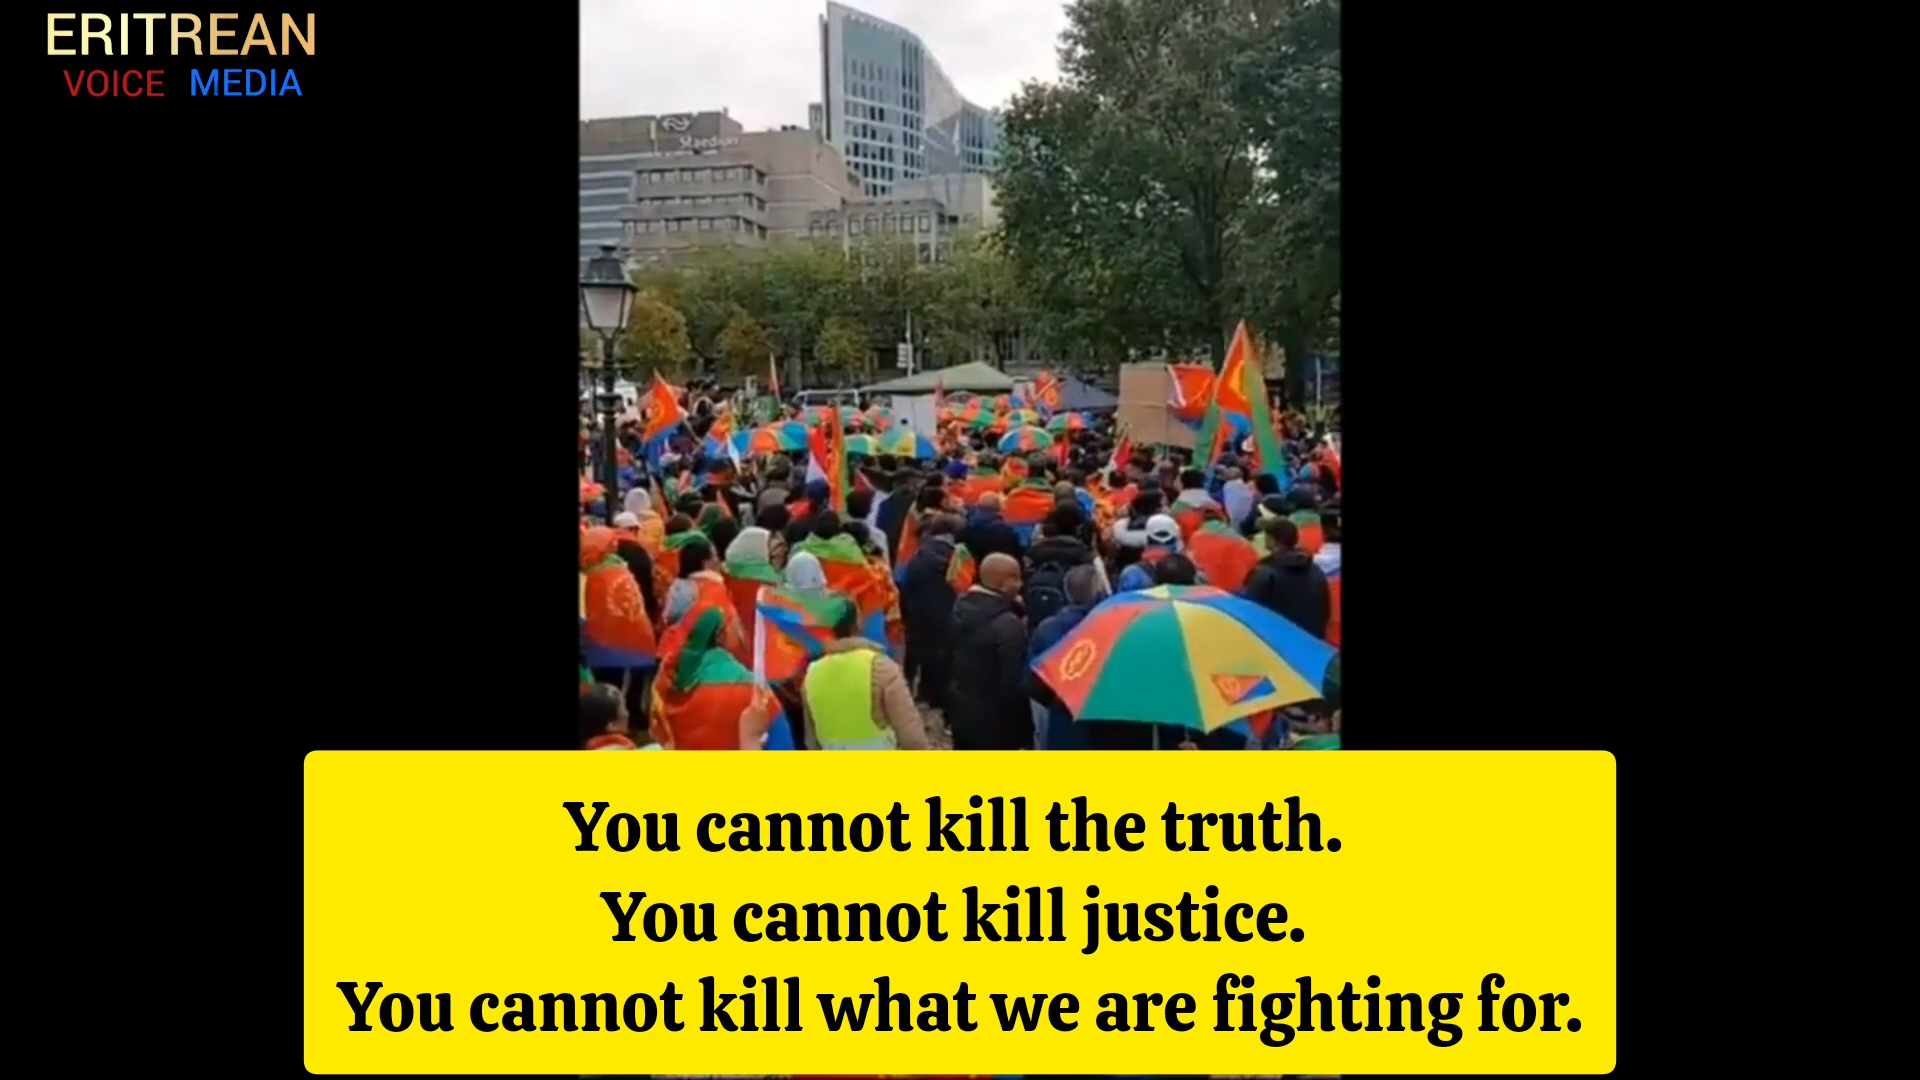 ERITREAN
VOICE MEDIA
Staedion
You cannot kill the truth.
You cannot kill justice.
You cannot kill what we are fighting for.